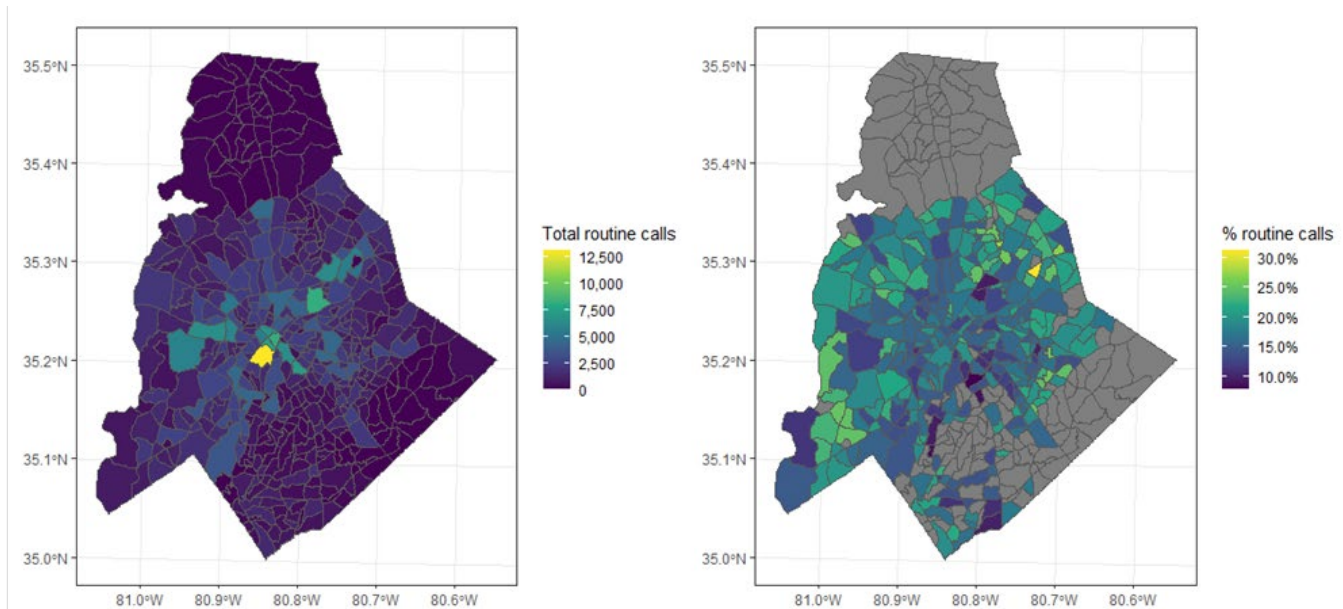 35.5°N
35.4°N
35.3°N
35.2°N
35.1°N
35.0°N
81.0°W 80.9°W 80.8°W 80.7°W 80.6°W
Total routine calls
12,500
10,000
7,500
5,000
2,500
0
35.5°N
35.4°N
35.3°N
35.2°N
35.1°N
35.0°N
81.0°W 80.9°W 80.8°W 80.7°W 80.6°W
% routine calls
30.0%
25.0%
20.0%
15.0%
10.0%